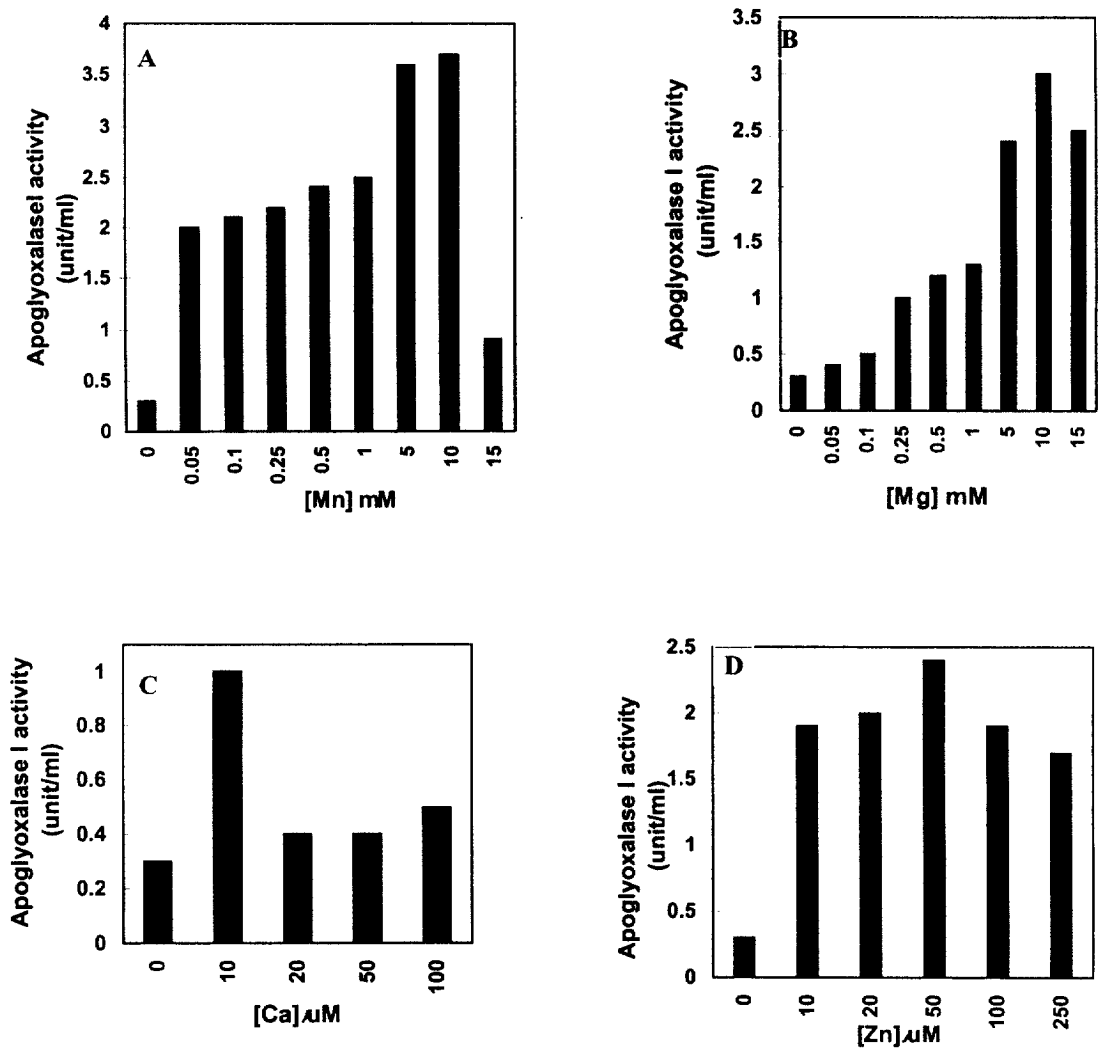 A
Apoglyoxalasel activity
(unit/ml)
4
3.5
3
2.5
2
1.5
1
0.5
0
0 0.05 0.1 0.25 0.5 1 5 10 15
[Mn] mM
B
Apoglyoxalase I activity
(unit/ml)
3.5
3
2.5
2
1.5
1
0.5
0
0 0.05 0.1 0.25 0.5 1 5 10 15
[Mg] mM
C
Apoglyoxalase I activity
(unit/ml)
1
0.8
0.6
0.4
0.2
0
0 10 20 50 100
[Ca]μM
D
Apoglyoxalase I activity
(unit/ml)
2.5
2
1.5
1
0.5
0
0 10 20 50 100 250
[Zn]μM